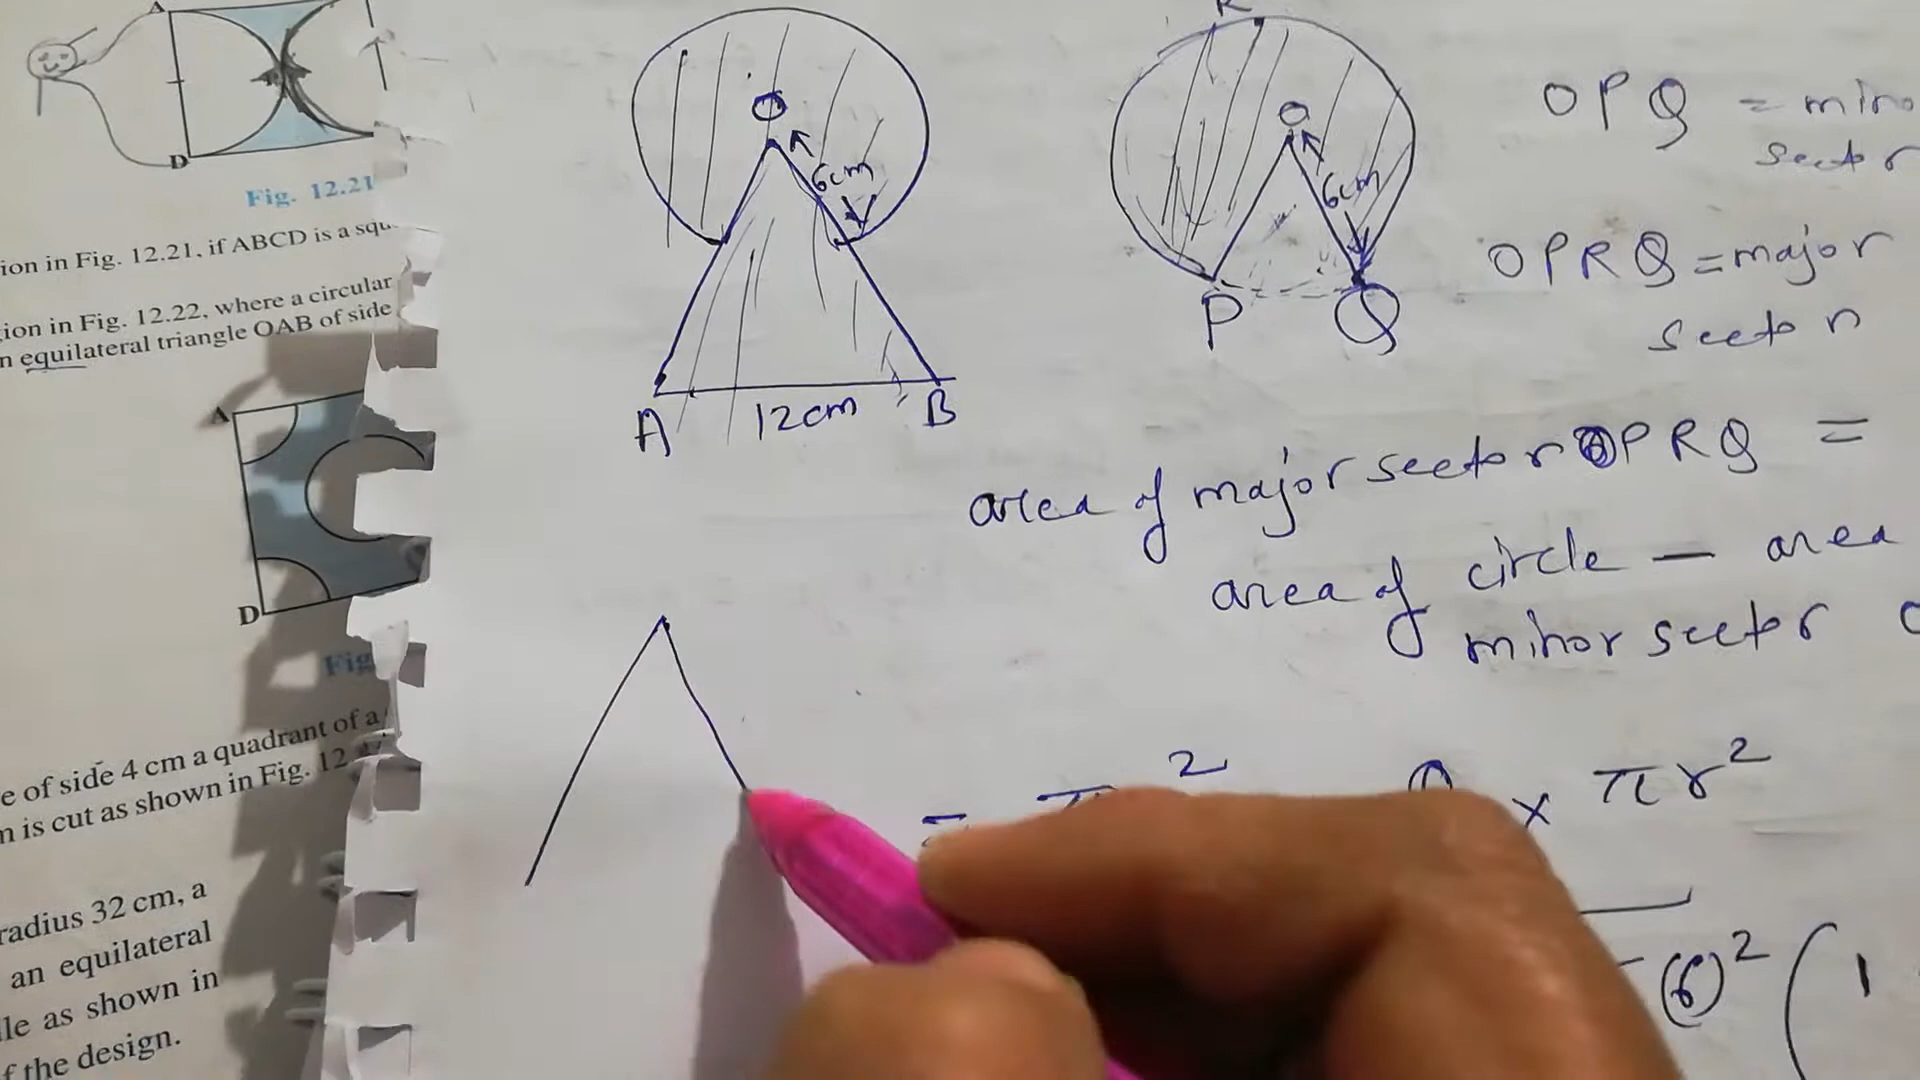 A
D
Fig. 12.21
ion in Fig. 12.21, if ABCD is a squ
ion in Fig. 12.22, where a circular
n equilateral triangle OAB of side
A
D
Fig
e of side 4 cm a quadrant of a
n is cut as shown in Fig. 12
radius 32 cm, a
an equilateral
le as shown in
f the design.
O
6cm
A 12cm B
R
O
6cm
P Q
OPQ = mino
sector
OPRQ = major
sector
area of major sector OPRQ =
area of circle — area
minor sector
2
× πr²
(6)² ( 1